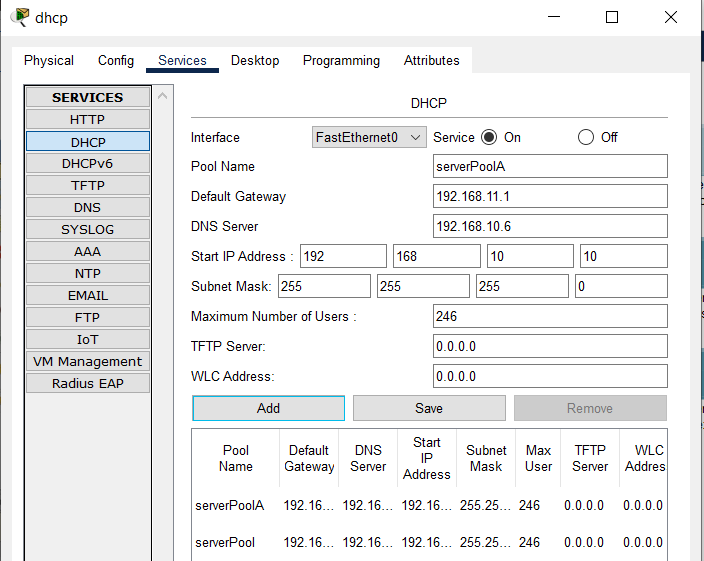 dhcp
Physical Config Services Desktop Programming Attributes
SERVICES
HTTP
DHCP
DHCPv6
TFTP
DNS
SYSLOG
AAA
NTP
EMAIL
FTP
IoT
VM Management
Radius EAP
DHCP
Interface FastEthernet0 Service On Off
Pool Name serverPoolA
Default Gateway 192.168.11.1
DNS Server 192.168.10.6
Start IP Address : 192 168 10 10
Subnet Mask: 255 255 255 0
Maximum Number of Users : 246
TFTP Server: 0.0.0.0
WLC Address: 0.0.0.0
Add Save Remove
Pool Name Default Gateway DNS Server Start IP Address Subnet Mask Max User TFTP Server WLC Addres
serverPoolA 192.16... 192.16... 192.16... 255.25... 246 0.0.0.0 0.0.0.0
serverPool 192.16... 192.16... 192.16... 255.25... 246 0.0.0.0 0.0.0.0